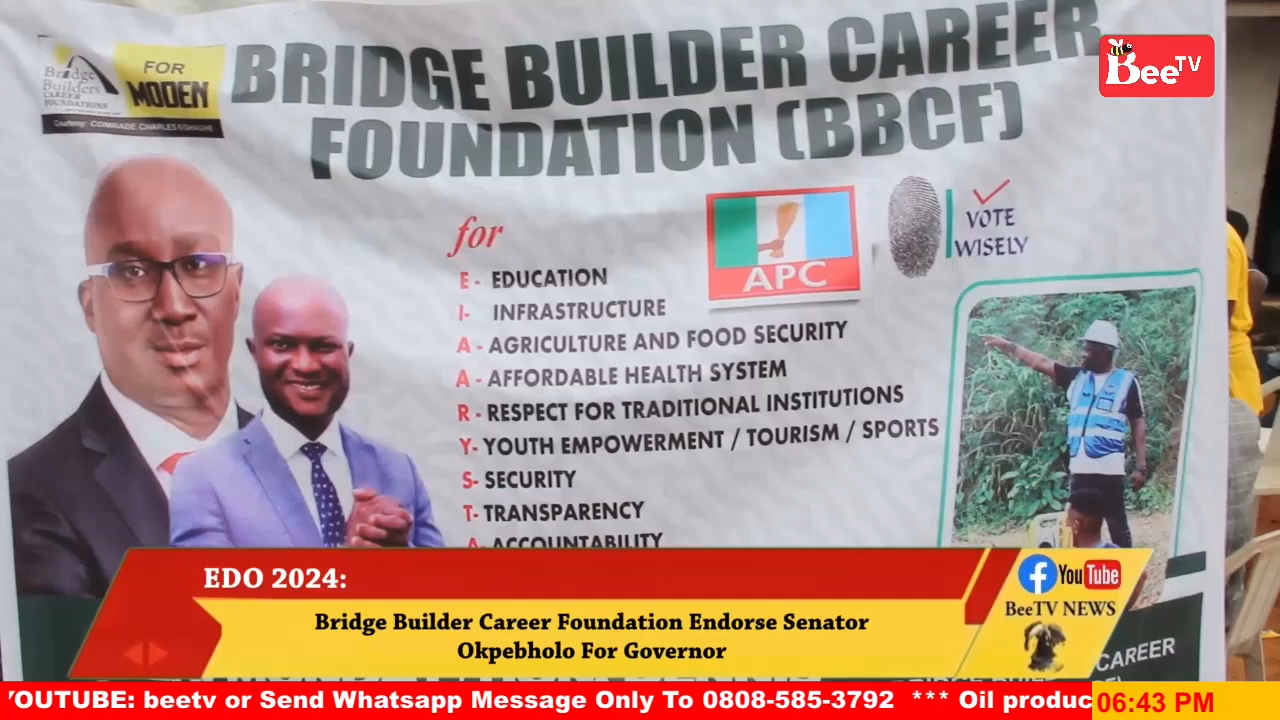 BRIDGE BUILDER CAREER
FOUNDATION (BBCF)
Bridge
Builders
CAREER
FOUNDATIONS
FOR
MODEN
Courtesy: COMRADE CHARLES EGHAGHE
BeeTV
for
E- EDUCATION
I- INFRASTRUCTURE
A - AGRICULTURE AND FOOD SECURITY
A - AFFORDABLE HEALTH SYSTEM
R - RESPECT FOR TRADITIONAL INSTITUTIONS
Y- YOUTH EMPOWERMENT / TOURISM / SPORTS
S- SECURITY
T- TRANSPARENCY
A- ACCOUNTABILITY
APC
VOTE
WISELY
EDO 2024:
Bridge Builder Career Foundation Endorse Senator
Okpebholo For Governor
YouTube
BeeTV NEWS
CAREER
YOUTUBE: beetv or Send Whatsapp Message Only To 0808-585-3792 *** Oil produc
06:43 PM